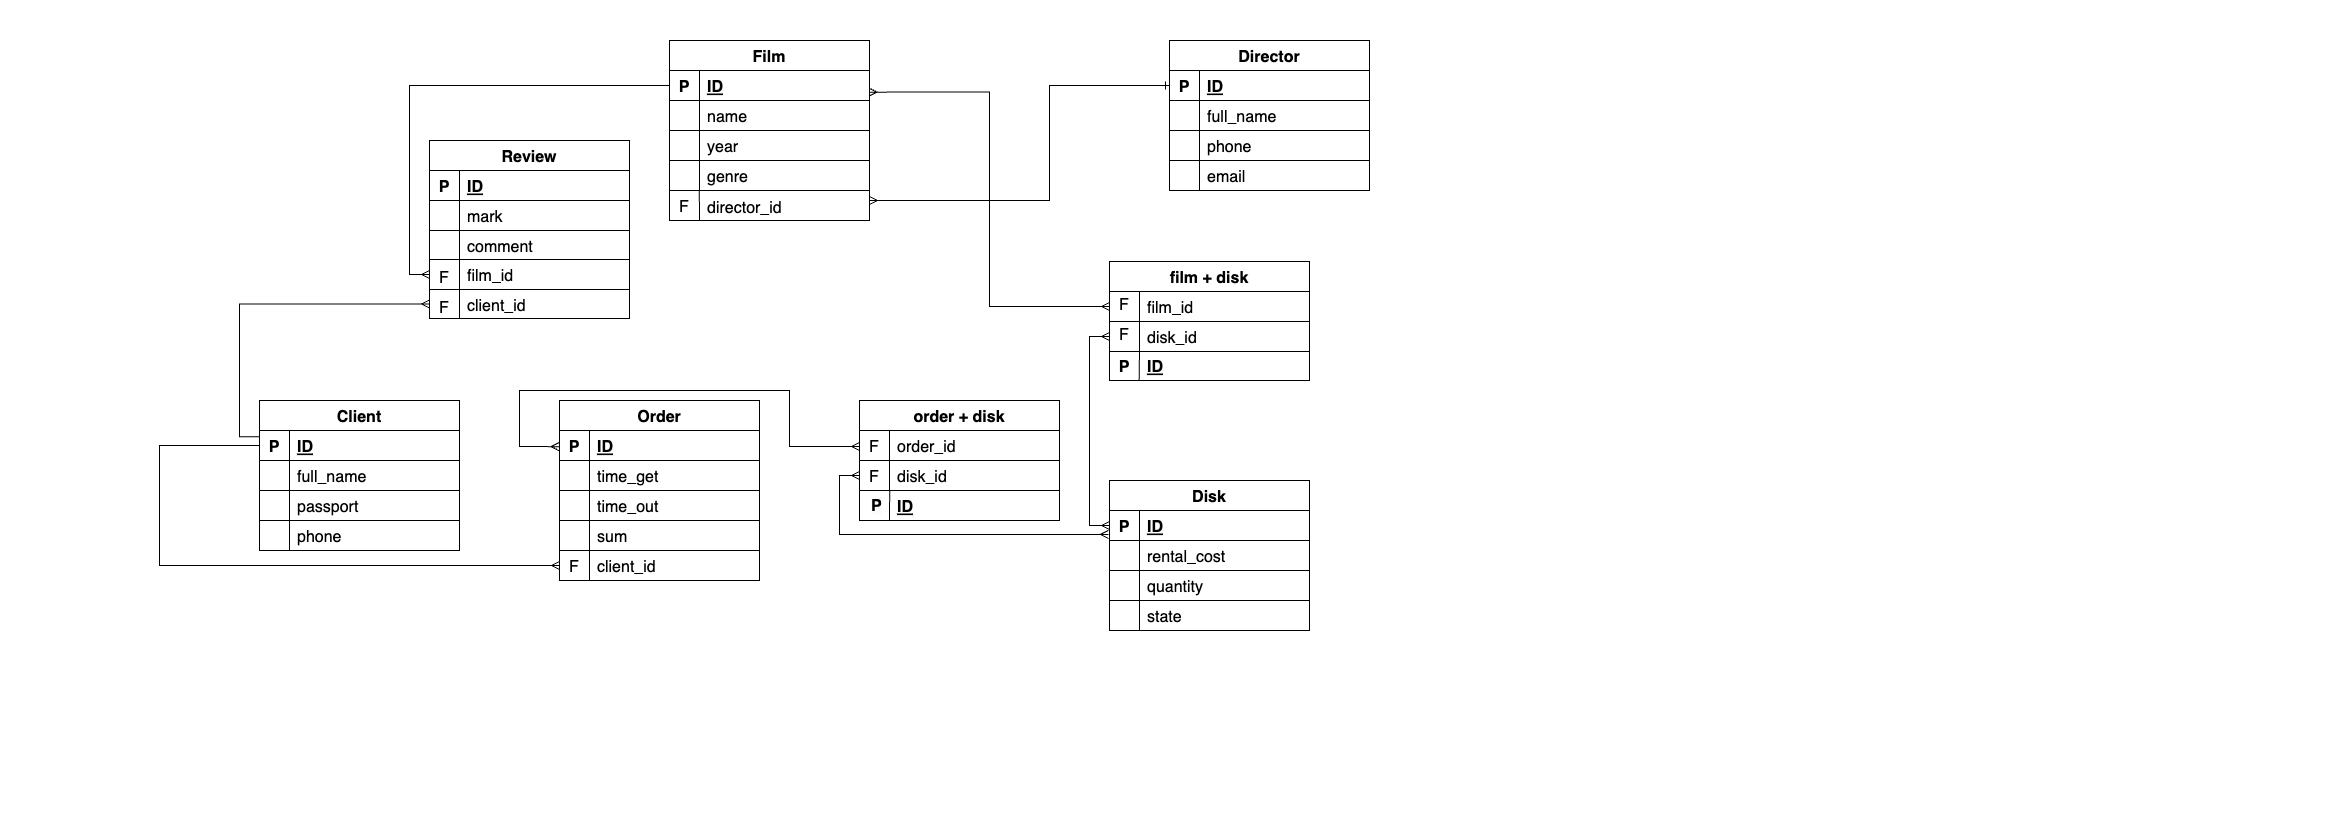 Film
P ID
name
year
genre
F director_id
Director
P ID
full_name
phone
email
Review
P ID
mark
comment
F film_id
F client_id
film + disk
F film_id
F disk_id
P ID
Client
P ID
full_name
passport
phone
Order
P ID
time_get
time_out
sum
F client_id
order + disk
F order_id
F disk_id
P ID
Disk
P ID
rental_cost
quantity
state